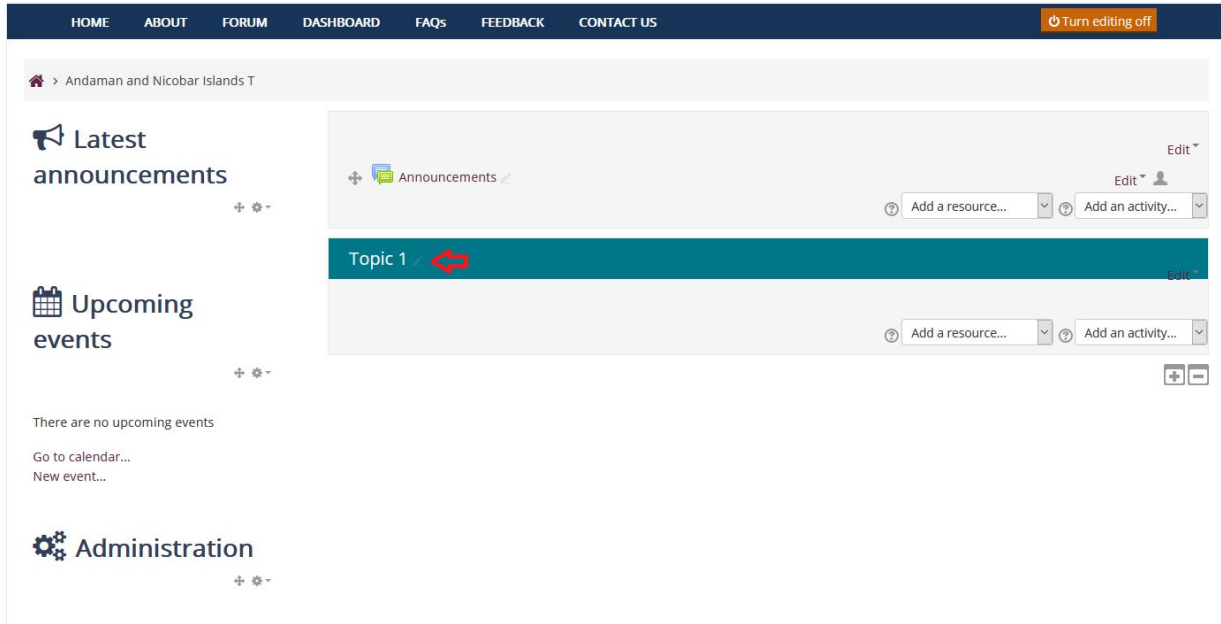 HOME ABOUT FORUM DASHBOARD FAQs FEEDBACK CONTACT US Turn editing off
> Andaman and Nicobar Islands T
Latest
announcements
Edit
Announcements
Edit
Add a resource... Add an activity...
Topic 1
Edit
Add a resource... Add an activity...
Upcoming
events
There are no upcoming events
Go to calendar...
New event...
Administration